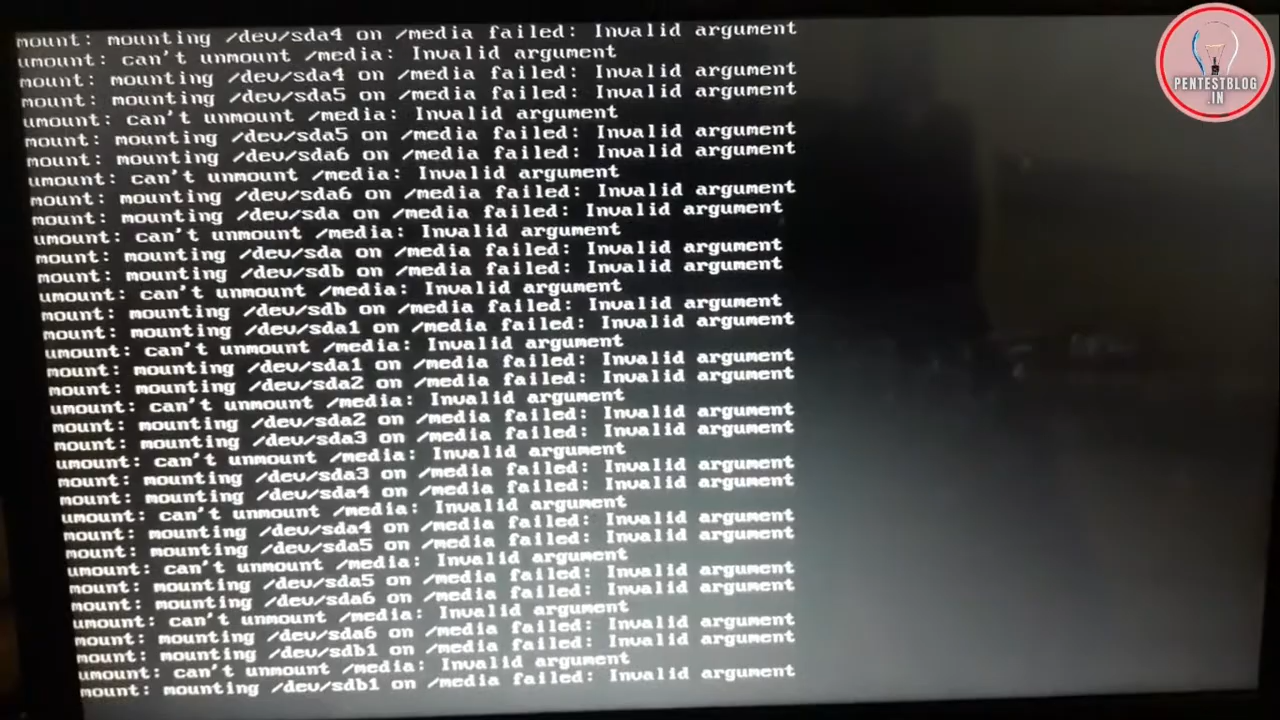 mount: mounting /dev/sda4 on /media failed: Invalid argument
umount: can't unmount /media: Invalid argument
mount: mounting /dev/sda4 on /media failed: Invalid argument
mount: mounting /dev/sda5 on /media failed: Invalid argument
umount: can't unmount /media: Invalid argument
mount: mounting /dev/sda5 on /media failed: Invalid argument
mount: mounting /dev/sda6 on /media failed: Invalid argument
umount: can't unmount /media: Invalid argument
mount: mounting /dev/sda6 on /media failed: Invalid argument
mount: mounting /dev/sda on /media failed: Invalid argument
umount: can't unmount /media: Invalid argument
mount: mounting /dev/sda on /media failed: Invalid argument
mount: mounting /dev/sdb on /media failed: Invalid argument
umount: can't unmount /media: Invalid argument
mount: mounting /dev/sdb on /media failed: Invalid argument
mount: mounting /dev/sda1 on /media failed: Invalid argument
umount: can't unmount /media: Invalid argument
mount: mounting /dev/sda1 on /media failed: Invalid argument
mount: mounting /dev/sda2 on /media failed: Invalid argument
umount: can't unmount /media: Invalid argument
mount: mounting /dev/sda2 on /media failed: Invalid argument
mount: mounting /dev/sda3 on /media failed: Invalid argument
umount: can't unmount /media: Invalid argument
mount: mounting /dev/sda3 on /media failed: Invalid argument
mount: mounting /dev/sda4 on /media failed: Invalid argument
umount: can't unmount /media: Invalid argument
mount: mounting /dev/sda4 on /media failed: Invalid argument
mount: mounting /dev/sda5 on /media failed: Invalid argument
umount: can't unmount /media: Invalid argument
mount: mounting /dev/sda5 on /media failed: Invalid argument
mount: mounting /dev/sda6 on /media failed: Invalid argument
umount: can't unmount /media: Invalid argument
mount: mounting /dev/sda6 on /media failed: Invalid argument
mount: mounting /dev/sdb1 on /media failed: Invalid argument
umount: can't unmount /media: Invalid argument
mount: mounting /dev/sdb1 on /media failed: Invalid argument
PENTESTBLOG
.IN